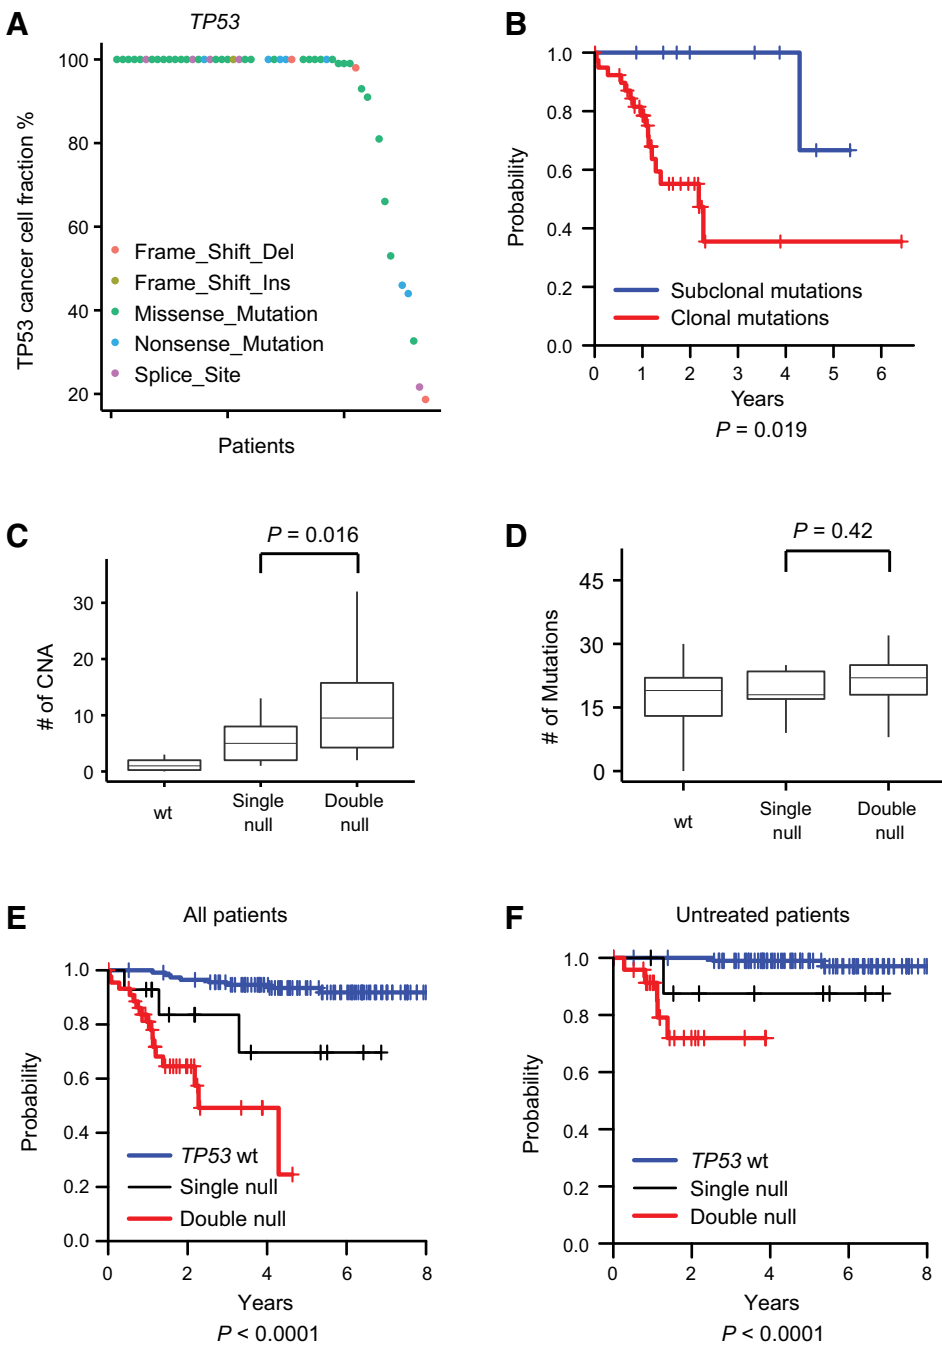 A
TP53
TP53 cancer cell fraction %
100
80
60
40
20
Frame_Shift_Del
Frame_Shift_Ins
Missense_Mutation
Nonsense_Mutation
Splice_Site
Patients
B
Probability
1.0
0.8
0.6
0.4
0.2
0.0
Subclonal mutations
Clonal mutations
0 1 2 3 4 5 6
Years
P = 0.019
C
P = 0.016
# of CNA
30
20
10
0
wt
Single null
Double null
D
P = 0.42
# of Mutations
45
30
15
0
wt
Single null
Double null
E
All patients
Probability
1.0
0.8
0.6
0.4
0.2
0.0
TP53 wt
Single null
Double null
0 2 4 6 8
Years
P < 0.0001
F
Untreated patients
Probability
1.0
0.8
0.6
0.4
0.2
0.0
TP53 wt
Single null
Double null
0 2 4 6 8
Years
P < 0.0001